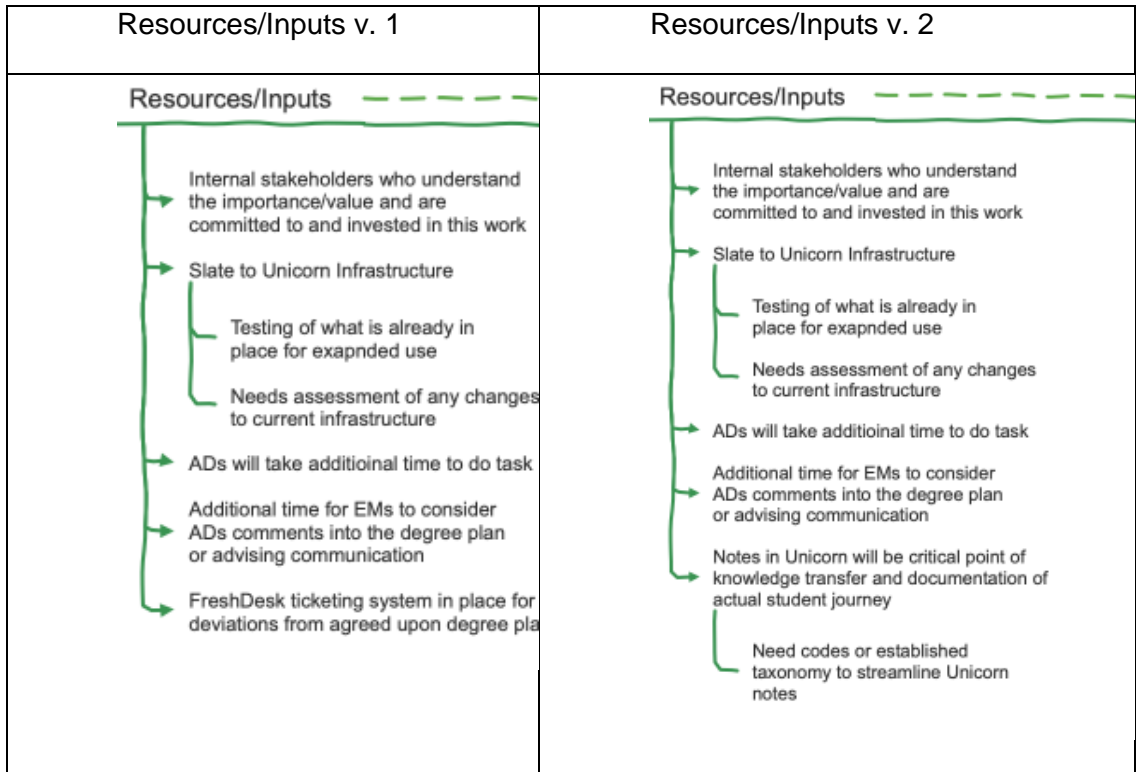 Resources/Inputs v. 1
Resources/Inputs
Internal stakeholders who understand
the importance/value and are
committed to and invested in this work
Slate to Unicorn Infrastructure
Testing of what is already in
place for exapnded use
Needs assessment of any changes
to current infrastructure
ADs will take additioinal time to do task
Additional time for EMs to consider
ADs comments into the degree plan
or advising communication
FreshDesk ticketing system in place for
deviations from agreed upon degree pla
Resources/Inputs v. 2
Resources/Inputs
Internal stakeholders who understand
the importance/value and are
committed to and invested in this work
Slate to Unicorn Infrastructure
Testing of what is already in
place for exapnded use
Needs assessment of any changes
to current infrastructure
ADs will take additioinal time to do task
Additional time for EMs to consider
ADs comments into the degree plan
or advising communication
Notes in Unicorn will be critical point of
knowledge transfer and documentation of
actual student journey
Need codes or established
taxonomy to streamline Unicorn
notes